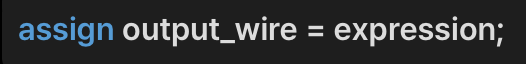 assign output_wire = expression;